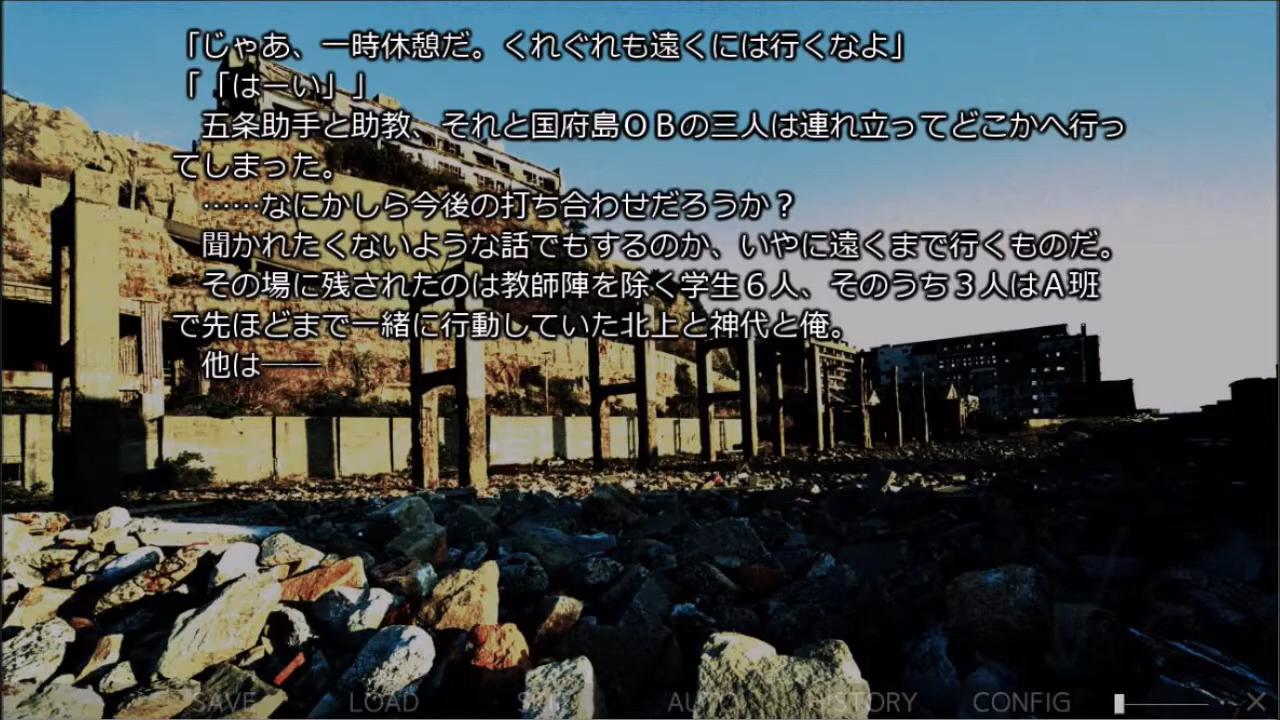 「じゃあ、一時休憩だ。くれぐれも遠くには行くなよ」
「「はーい」」
　五条助手と助教、それと国府島ＯＢの三人は連れ立ってどこかへ行っ
てしまった。
　……なにかしら今後の打ち合わせだろうか？
　聞かれたくないような話でもするのか、いやに遠くまで行くものだ。
　その場に残されたのは教師陣を除く学生６人、そのうち３人はＡ班
で先ほどまで一緒に行動していた北上と神代と俺。
　他は――
SAVE LOAD SKIP AUTO HISTORY CONFIG ×